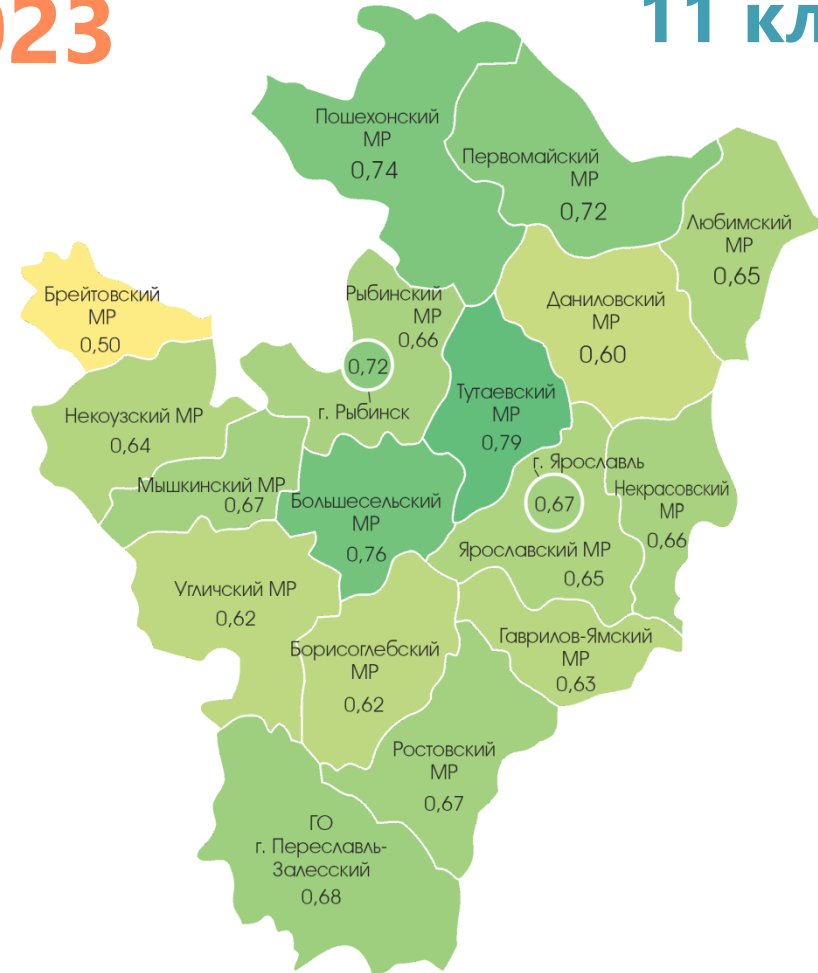 023
11 кл
Пошехонский
МР
0,74
Первомайский
МР
0,72
Любимский
МР
0,65
Брейтовский
МР
0,50
Рыбинский
МР
0,66
0,72
г. Рыбинск
Даниловский
МР
0,60
Тутаевский
МР
0,79
Некоузский МР
0,64
Мышкинский МР
0,67
Большесельский
МР
0,76
г. Ярославль
0,67
Некрасовский
МР
0,66
Ярославский МР
0,65
Угличский МР
0,62
Борисоглебский
МР
0,62
Гаврилов-Ямский
МР
0,63
Ростовский
МР
0,67
ГО
г. Переславль-
Залесский
0,68